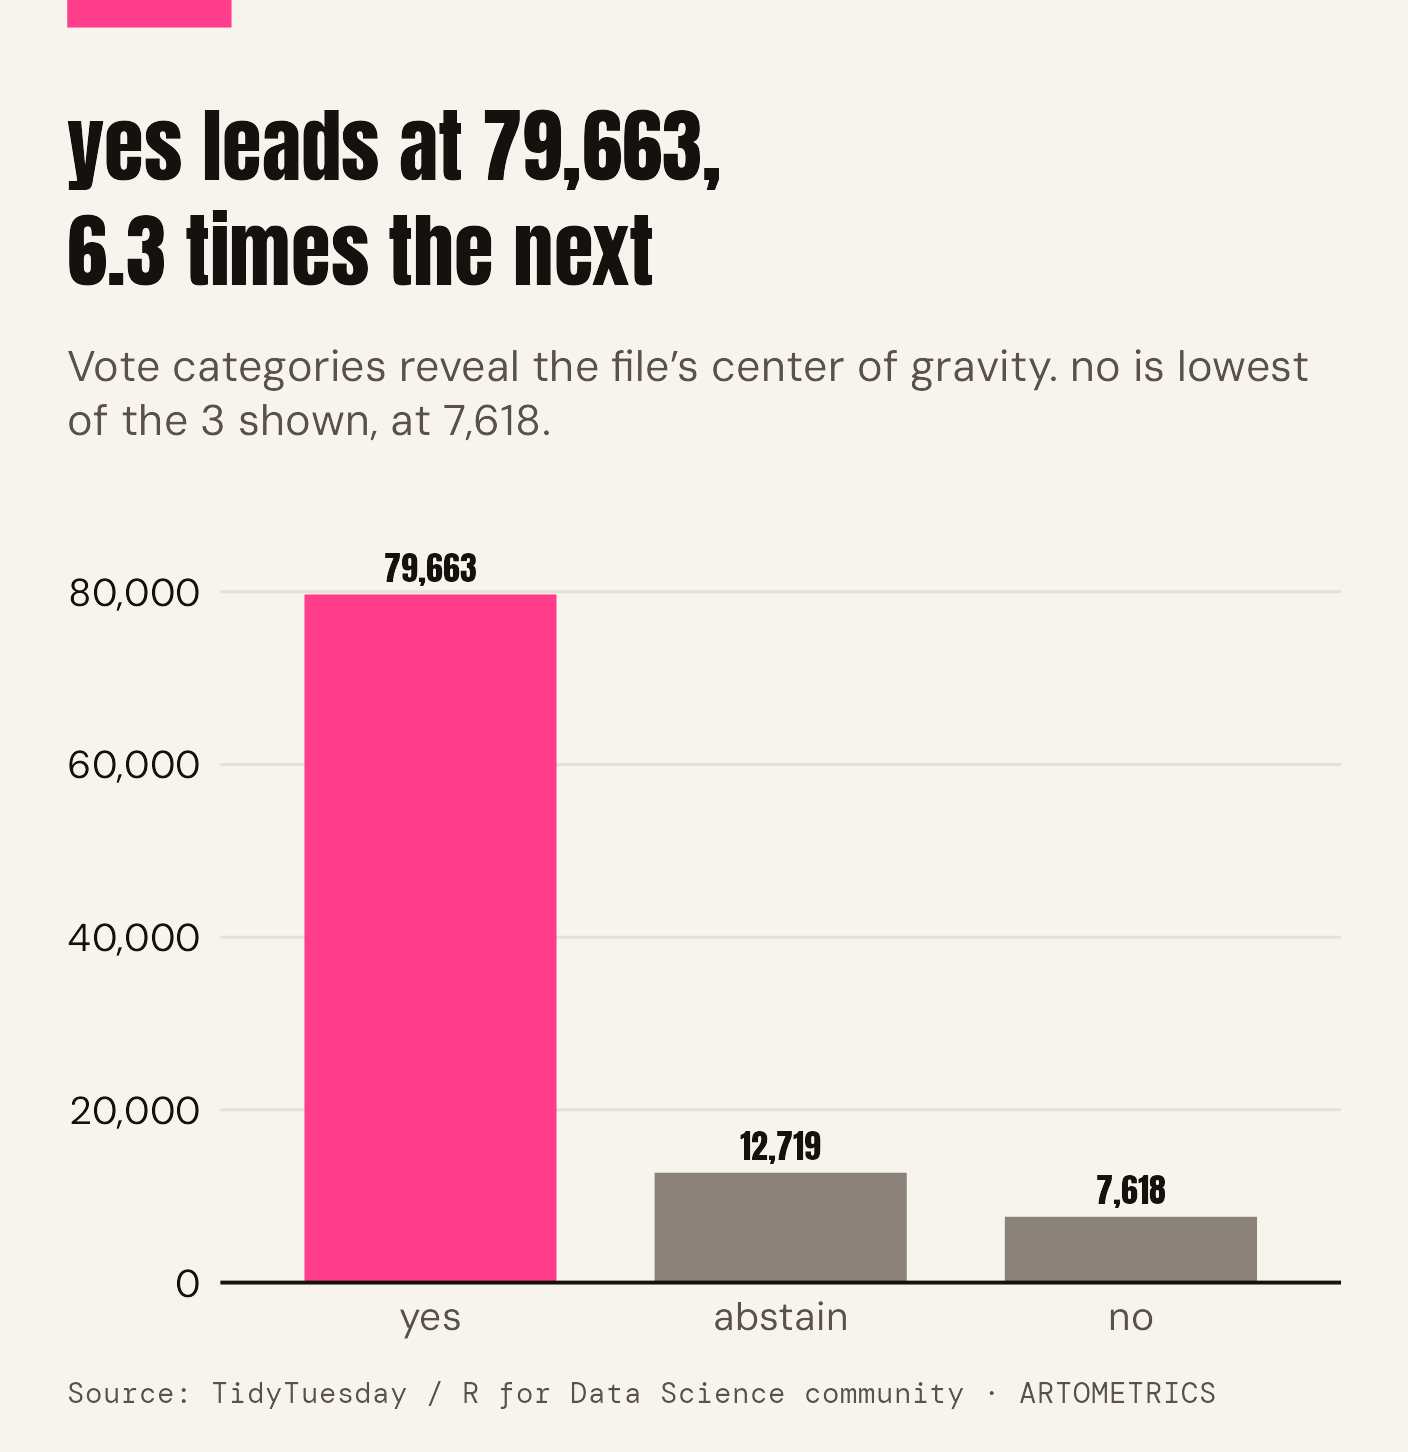 yes leads at 79,663,
6.3 times the next
Vote categories reveal the file’s center of gravity. no is lowest
of the 3 shown, at 7,618.
79,663
80,000
60,000
40,000
20,000
12,719
7,618
0
yes abstain no
Source: TidyTuesday / R for Data Science community · ARTOMETRICS